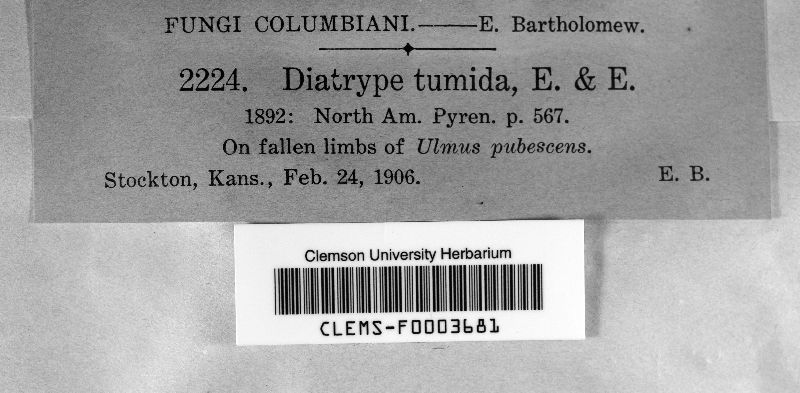 FUNGI COLUMBIANI.——E. Bartholomew.
2224. Diatrype tumida, E. & E.
1892: North Am. Pyren. p. 567.
On fallen limbs of Ulmus pubescens.
Stockton, Kans., Feb. 24, 1906. E. B.
Clemson University Herbarium
CLEMS-F0003681